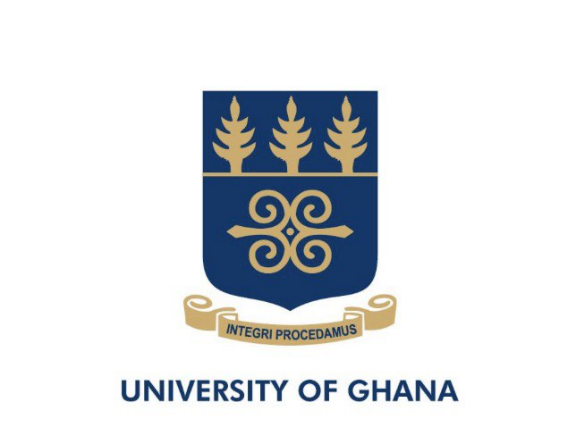 INTEGRI PROCEDAMUS
UNIVERSITY OF GHANA